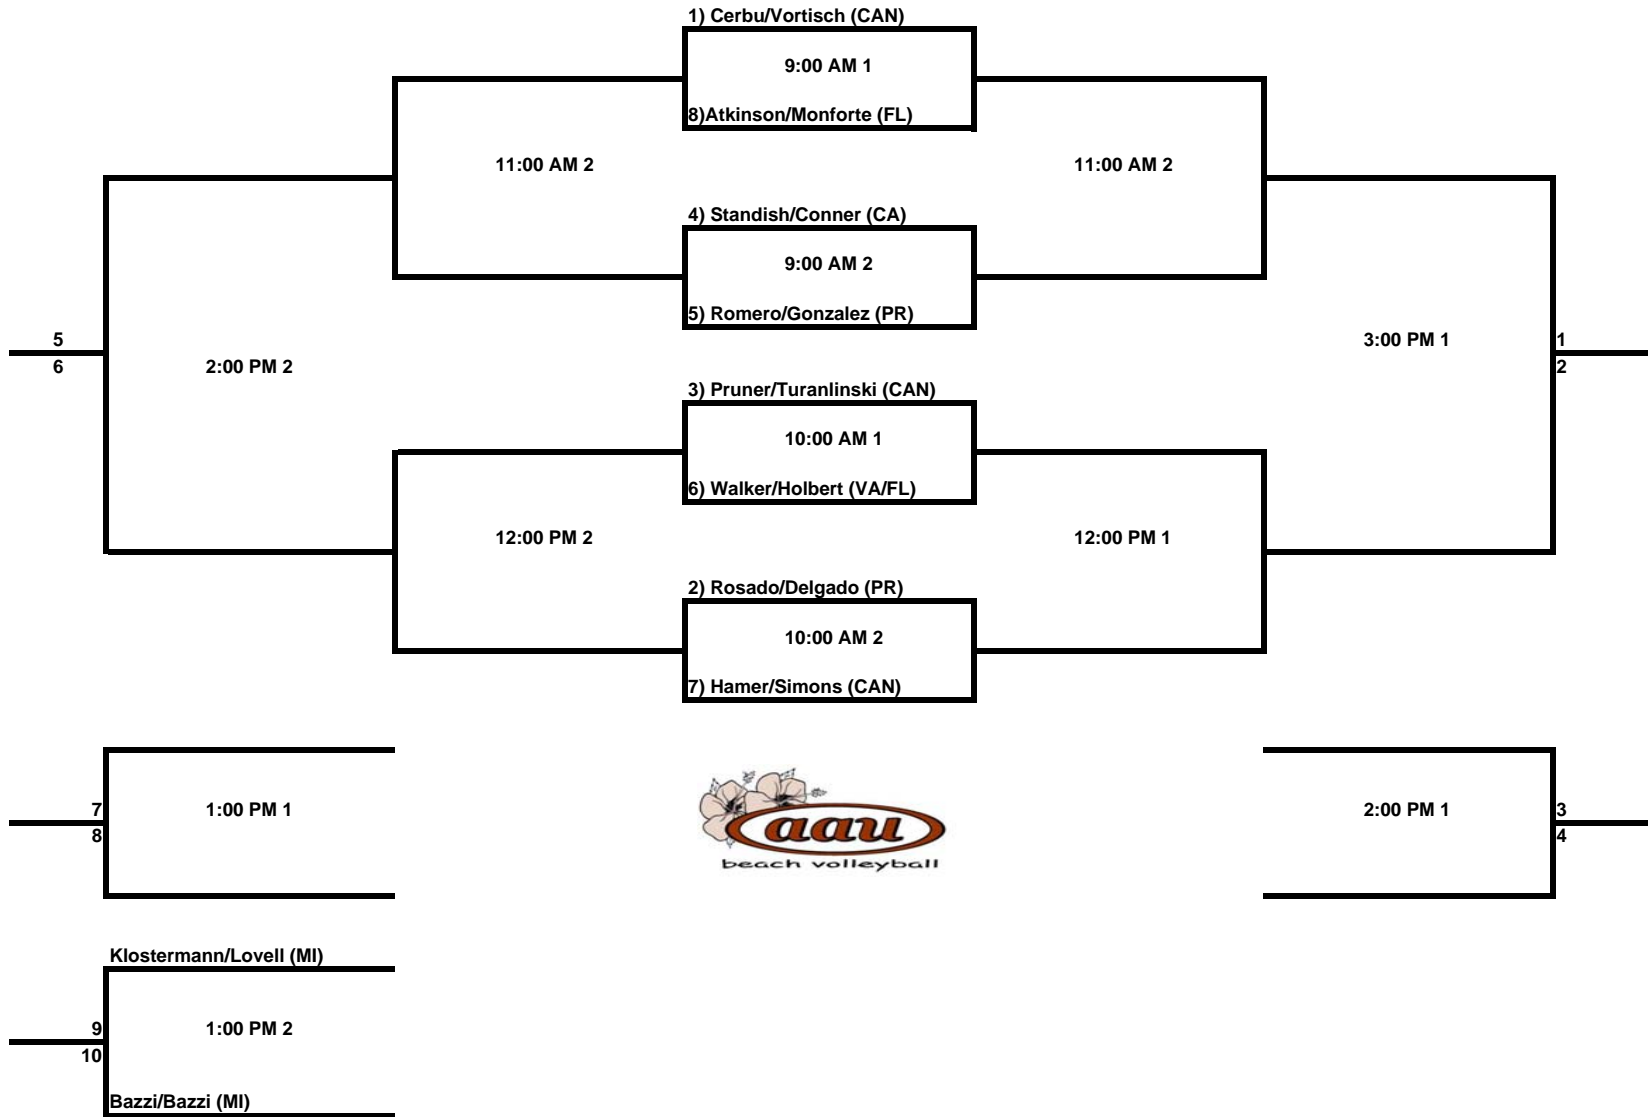 1) Cerbu/Vortisch (CAN)
9:00 AM 1
8)Atkinson/Monforte (FL)
11:00 AM 2
11:00 AM 2
4) Standish/Conner (CA)
9:00 AM 2
5) Romero/Gonzalez (PR)
5
6
2:00 PM 2
3:00 PM 1
1
2
3) Pruner/Turanlinski (CAN)
10:00 AM 1
6) Walker/Holbert (VA/FL)
12:00 PM 2
12:00 PM 1
2) Rosado/Delgado (PR)
10:00 AM 2
7) Hamer/Simons (CAN)
7
8
1:00 PM 1
aau
beach volleyball
2:00 PM 1
3
4
Klostermann/Lovell (MI)
9
10
1:00 PM 2
Bazzi/Bazzi (MI)